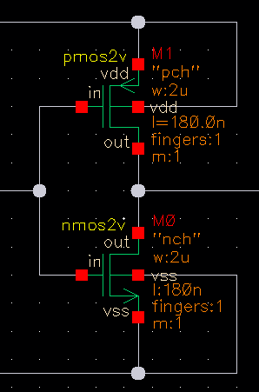 pmos2v M1
vdd "pch"
in w:2u
vdd
l=180.0n
out fingers:1
m:1
nmos2v M0
out "nch"
in w:2u
vss
l:180n
vss fingers:1
m:1